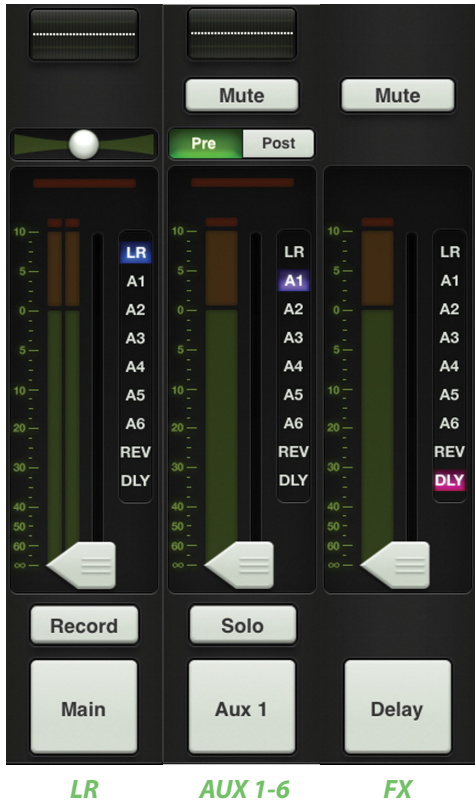 Mute
Mute
Pre Post
LR
A1
A2
A3
A4
A5
A6
REV
DLY
10
5
0
5
10
20
30
40
50
60
∞
LR
A1
A2
A3
A4
A5
A6
REV
DLY
10
5
0
5
10
20
30
40
50
60
∞
LR
A1
A2
A3
A4
A5
A6
REV
DLY
10
5
0
5
10
20
30
40
50
60
∞
Record
Solo
Main
Aux 1
Delay
LR
AUX 1-6
FX